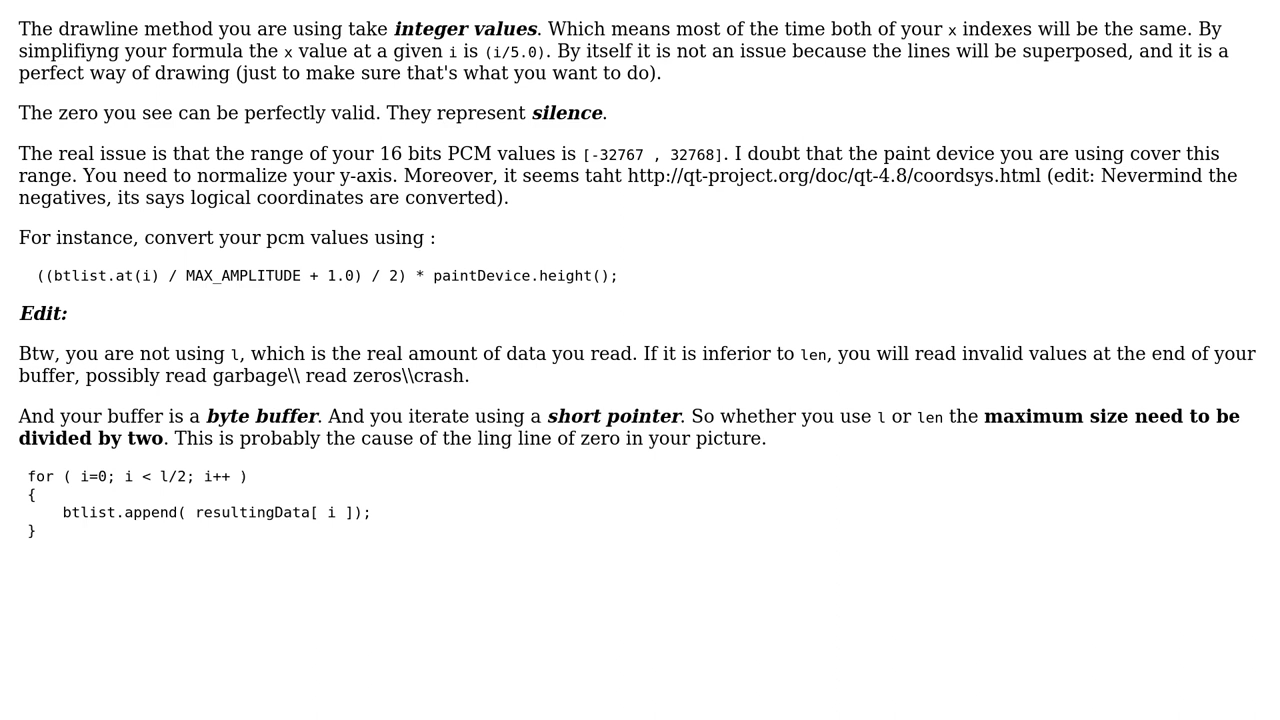 The drawline method you are using take integer values. Which means most of the time both of your x indexes will be the same. By
simplifiyng your formula the x value at a given i is (i/5.0). By itself it is not an issue because the lines will be superposed, and it is a
perfect way of drawing (just to make sure that's what you want to do).
The zero you see can be perfectly valid. They represent silence.
The real issue is that the range of your 16 bits PCM values is [-32767 , 32768]. I doubt that the paint device you are using cover this
range. You need to normalize your y-axis. Moreover, it seems taht http://qt-project.org/doc/qt-4.8/coordsys.html (edit: Nevermind the
negatives, its says logical coordinates are converted).
For instance, convert your pcm values using :
((btlist.at(i) / MAX_AMPLITUDE + 1.0) / 2) * paintDevice.height();
Edit:
Btw, you are not using l, which is the real amount of data you read. If it is inferior to len, you will read invalid values at the end of your
buffer, possibly read garbage\\ read zeros\\crash.
And your buffer is a byte buffer. And you iterate using a short pointer. So whether you use l or len the maximum size need to be
divided by two. This is probably the cause of the ling line of zero in your picture.
for ( i=0; i < l/2; i++ )
{
    btlist.append( resultingData[ i ]);
}